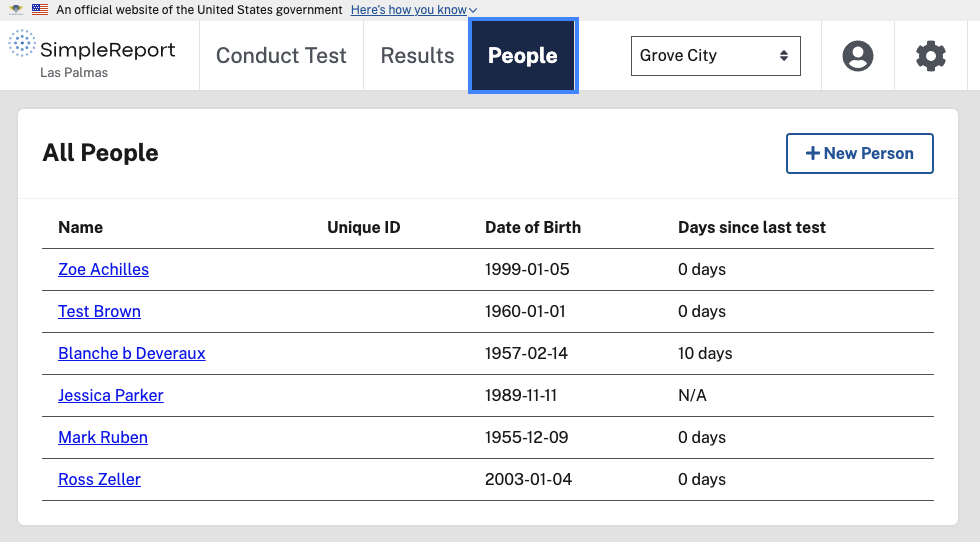 An official website of the United States government Here's how you know
SimpleReport
Las Palmas
Conduct Test Results People Grove City
All People
New Person
Name Unique ID Date of Birth Days since last test
Zoe Achilles 1999-01-05 0 days
Test Brown 1960-01-01 0 days
Blanche b Deveraux 1957-02-14 10 days
Jessica Parker 1989-11-11 N/A
Mark Ruben 1955-12-09 0 days
Ross Zeller 2003-01-04 0 days